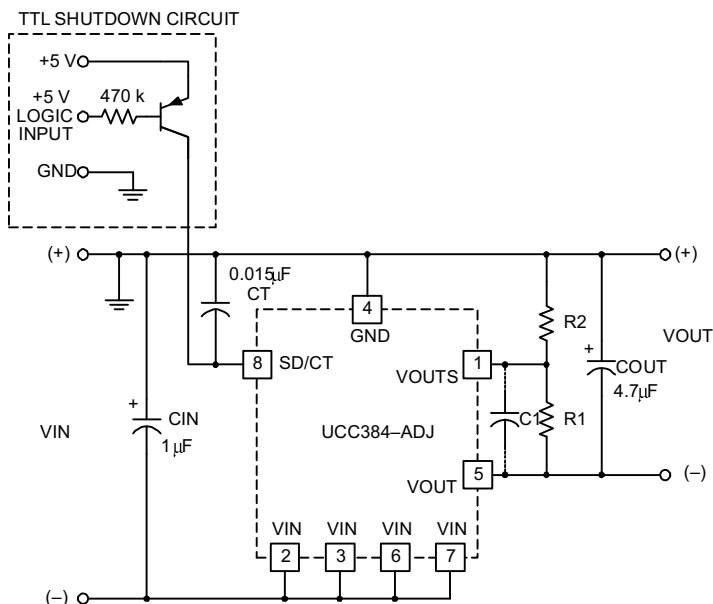 TTL SHUTDOWN CIRCUIT
+5 V
+5 V
LOGIC
INPUT
470 k
GND
(+)
(+)
0.015µF
CT
4
GND
R2
VOUT
8
SD/CT
1
VOUTS
+
COUT
4.7µF
+
CIN
1µF
VIN
C1
R1
UCC384–ADJ
VOUT
5
(–)
VIN
VIN
VIN
VIN
2
3
6
7
(–)